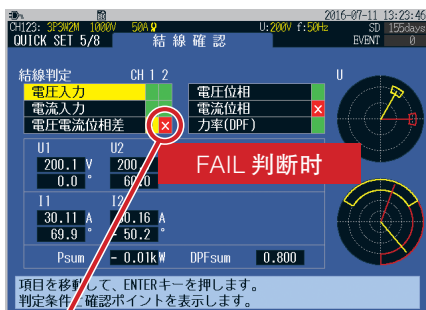 2016-07-11 13:23:46
CH123: 3P3W2M 1000V 50A U:200V f:50Hz SD 155days
QUICK SET 5/8 結線確認 EVENT 0
結線判定 CH 1 2 U
電圧入力 電圧位相
電流入力 電流位相
電圧電流位相差 力率(DPF)
U1 U2
200.1 V 200
0.0 ° 60.0
FAIL 判断时
I1 I2
30.11 A 30.16 A
69.9 ° - 50.2 °
Psum - 0.01kW DPFsum 0.800
項目を移動して、ENTERキーを押します。
判定条件と確認ポイントを表示します。